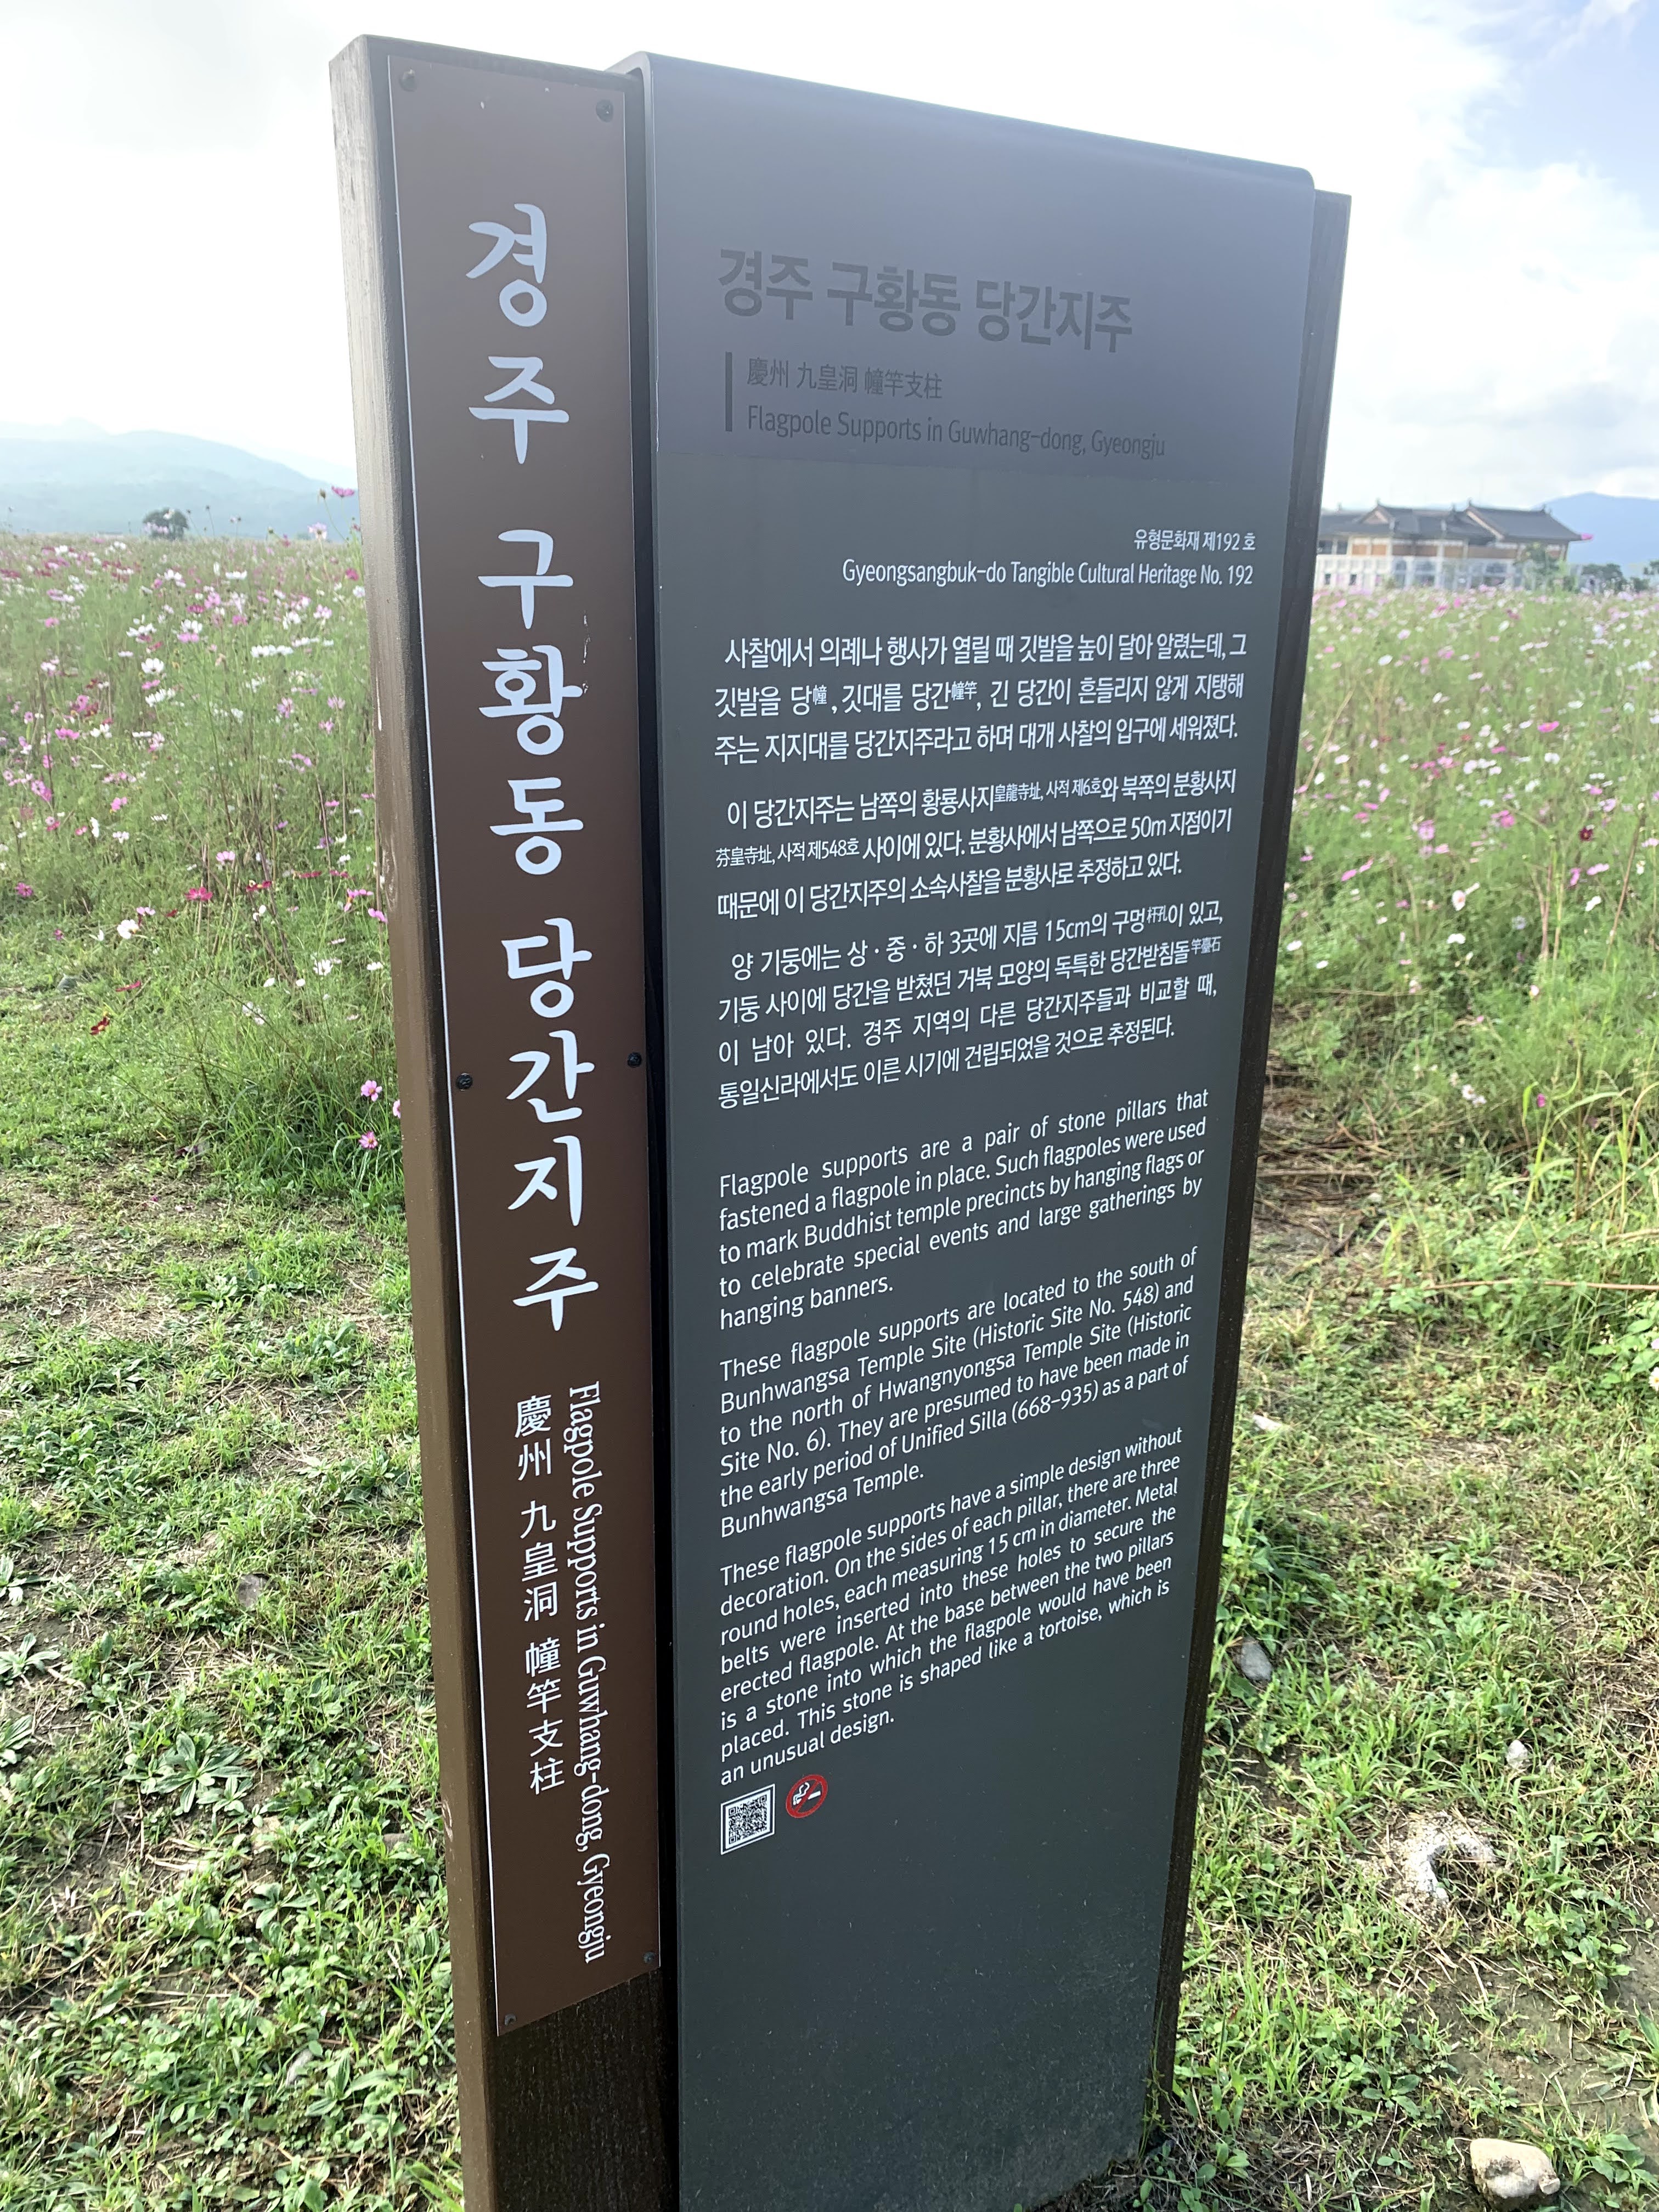 경주 구황동 당간지주
慶州 九皇洞 幢竿支柱
Flagpole Supports in Guwhang-dong, Gyeongju
경주 구황동 당간지주
慶州 九皇洞 幢竿支柱
Flagpole Supports in Guwhang-dong, Gyeongju
유형문화재 제192 호
Gyeongsangbuk-do Tangible Cultural Heritage No. 192
사찰에서 의례나 행사가 열릴 때 깃발을 높이 달아 알렸는데, 그
깃발을 당幢, 깃대를 당간幢竿, 긴 당간이 흔들리지 않게 지탱해
주는 지지대를 당간지주라고 하며 대개 사찰의 입구에 세워졌다.
이 당간지주는 남쪽의 황룡사지皇龍寺址, 사적 제6호와 북쪽의 분황사지
芬皇寺址, 사적 제548호 사이에 있다. 분황사에서 남쪽으로 50m 지점이기
때문에 이 당간지주의 소속사찰을 분황사로 추정하고 있다.
양 기둥에는 상·중·하 3곳에 지름 15cm의 구멍杆孔이 있고,
기둥 사이에 당간을 받쳤던 거북 모양의 독특한 당간받침돌竿臺石
이 남아 있다. 경주 지역의 다른 당간지주들과 비교할 때,
통일신라에서도 이른 시기에 건립되었을 것으로 추정된다.
Flagpole supports are a pair of stone pillars that
fastened a flagpole in place. Such flagpoles were used
to mark Buddhist temple precincts by hanging flags or
to celebrate special events and large gatherings by
hanging banners.
These flagpole supports are located to the south of
Bunhwangsa Temple Site (Historic Site No. 548) and
to the north of Hwangnyongsa Temple Site (Historic
Site No. 6). They are presumed to have been made in
the early period of Unified Silla (668-935) as a part of
Bunhwangsa Temple.
These flagpole supports have a simple design without
decoration. On the sides of each pillar, there are three
round holes, each measuring 15 cm in diameter. Metal
belts were inserted into these holes to secure the
erected flagpole. At the base between the two pillars
is a stone into which the flagpole would have been
placed. This stone is shaped like a tortoise, which is
an unusual design.